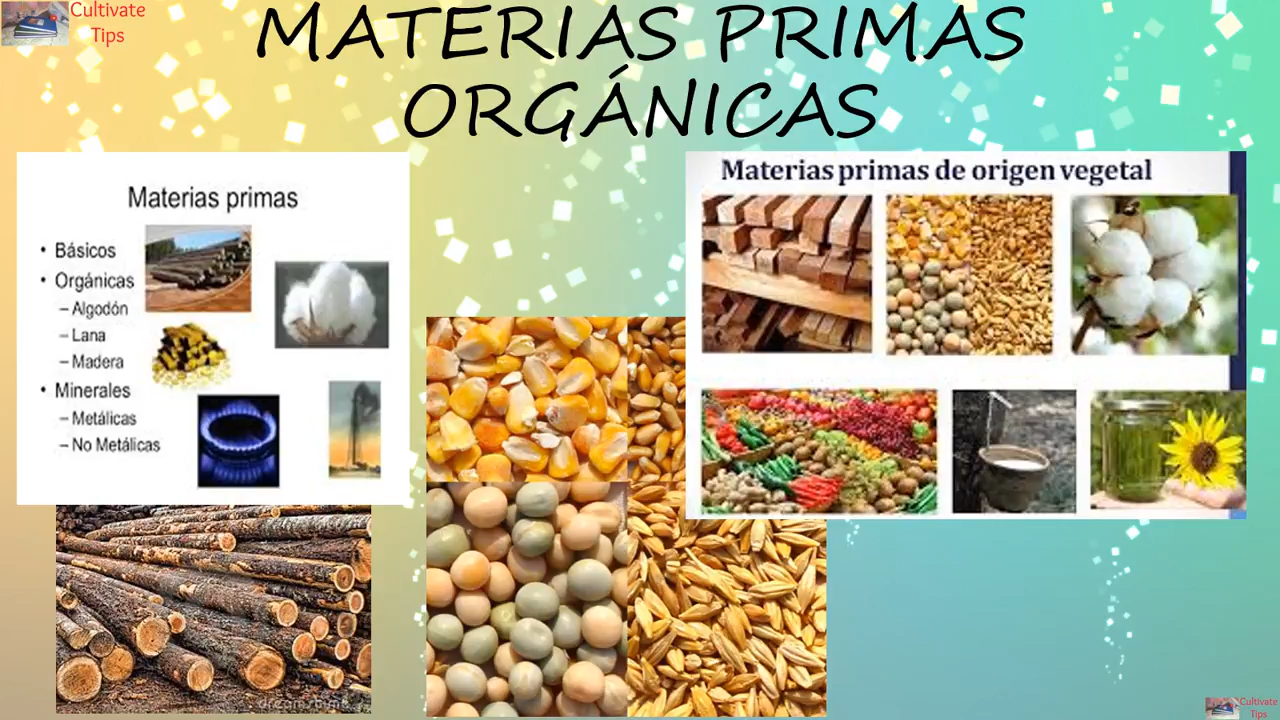 Cultivate
Tips
MATERIAS PRIMAS
ORGÁNICAS
Materias primas
• Básicos
• Orgánicas
– Algodón
– Lana
– Madera
• Minerales
– Metálicas
– No Metálicas
Materias primas de origen vegetal
dreamstime
Cultivate
Tips